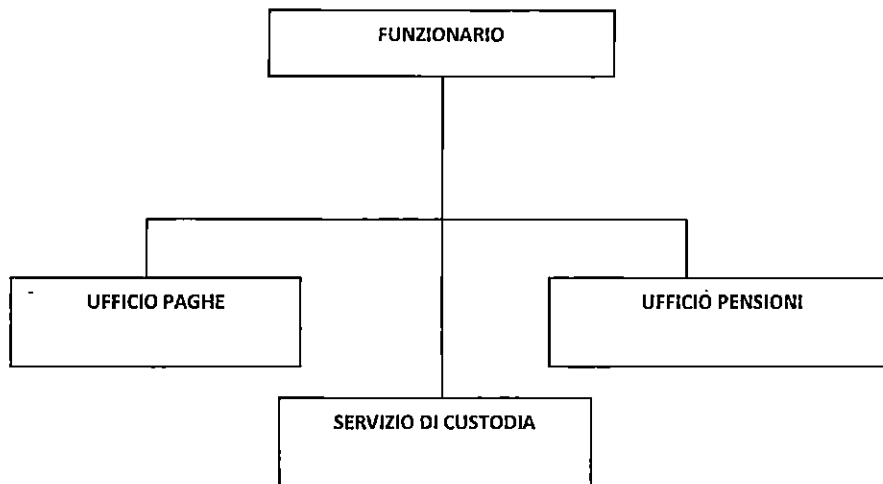 FUNZIONARIO
UFFICIO PAGHE
UFFICIO PENSIONI
SERVIZIO DI CUSTODIA